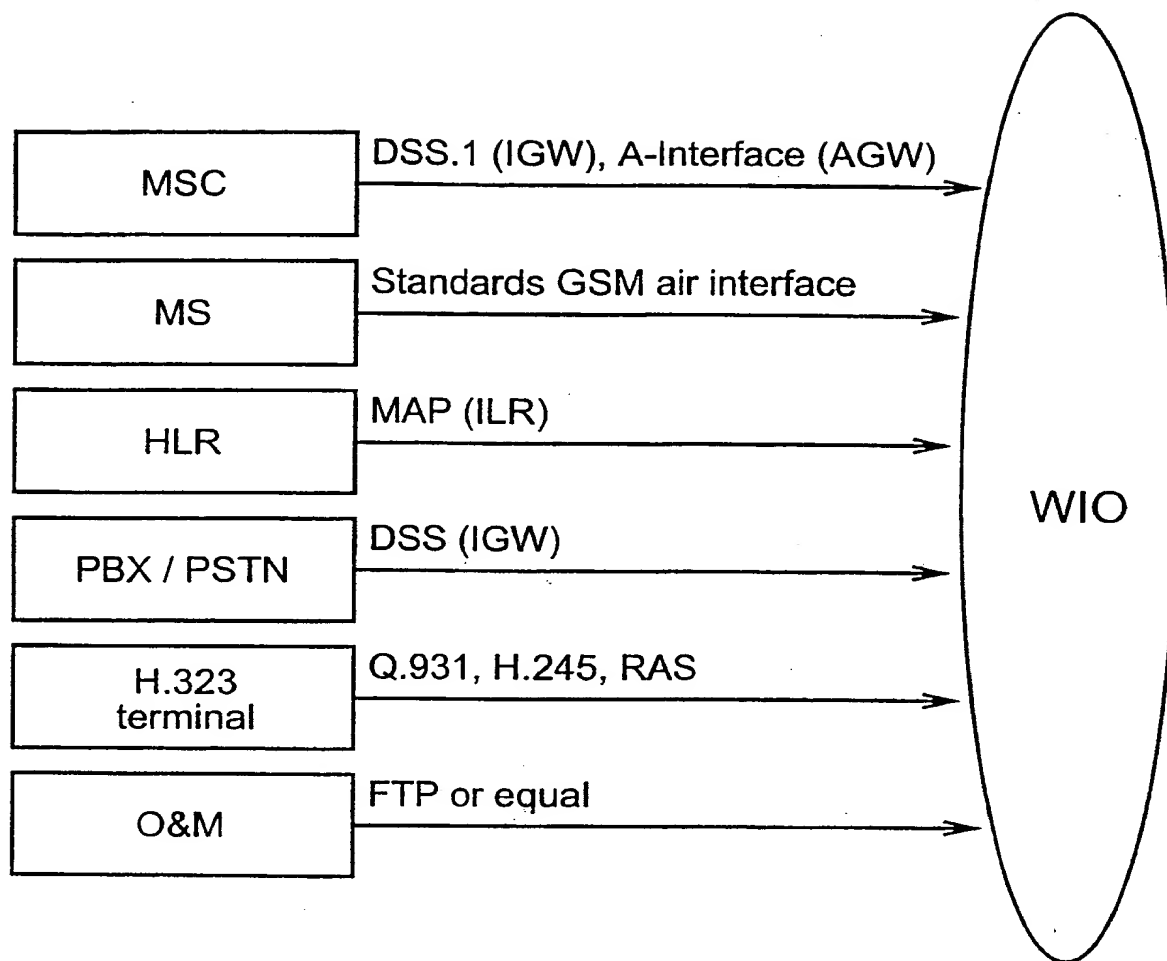 DSS.1 (IGW), A-Interface (AGW)
MSC
Standards GSM air interface
MS
MAP (ILR)
HLR
WIO
DSS (IGW)
PBX / PSTN
Q.931, H.245, RAS
H.323
terminal
FTP or equal
O&M